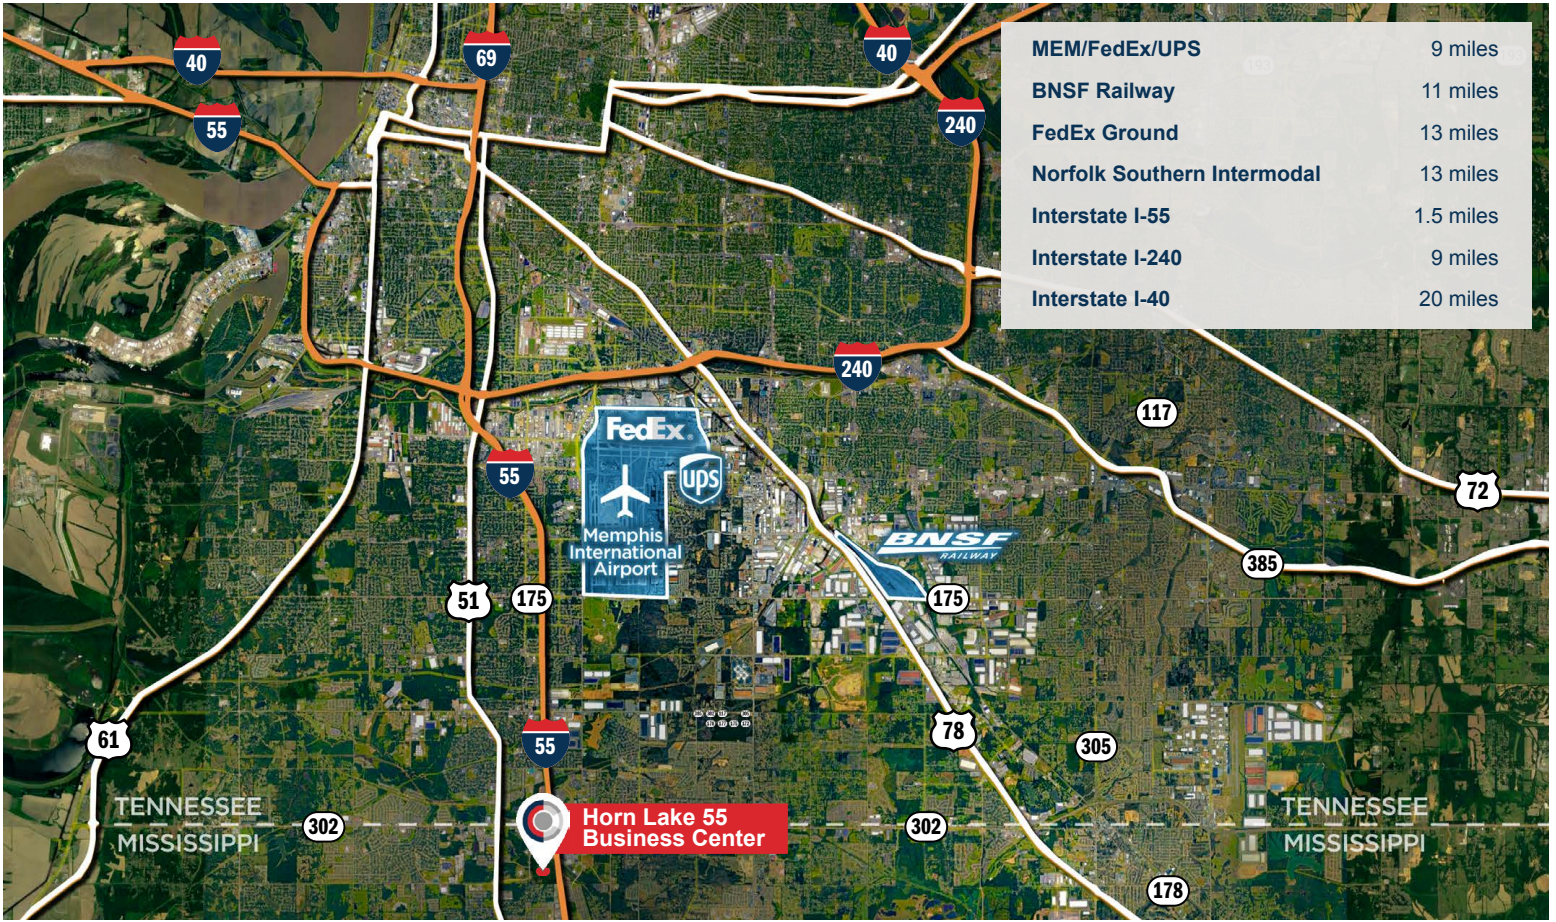 40
69
40
55
240
MEM/FedEx/UPS 9 miles
BNSF Railway 11 miles
FedEx Ground 13 miles
Norfolk Southern Intermodal 13 miles
Interstate I-55 1.5 miles
Interstate I-240 9 miles
Interstate I-40 20 miles
193
240
117
FedEx®
ups
55
72
Memphis
International
Airport
BNSF
RAILWAY
385
51
175
175
61
55
78
305
TENNESSEE
MISSISSIPPI
302
Horn Lake 55
Business Center
302
TENNESSEE
MISSISSIPPI
178